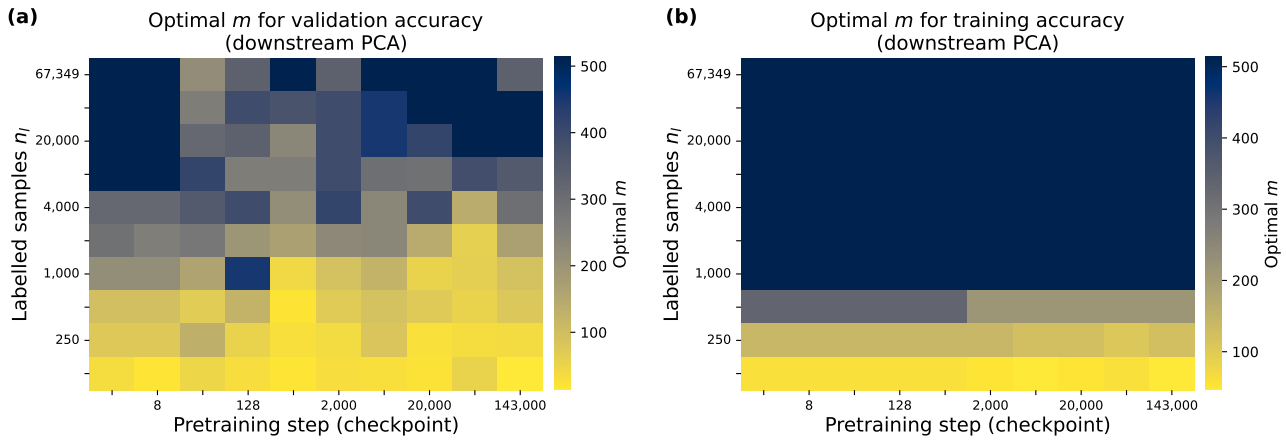 (a)
Optimal m for validation accuracy
(downstream PCA)
Labelled samples n_l
67,349
20,000
4,000
1,000
250
8
128
2,000
20,000
143,000
Pretraining step (checkpoint)
500
400
300
200
100
Optimal m
(b)
Optimal m for training accuracy
(downstream PCA)
Labelled samples n_l
67,349
20,000
4,000
1,000
250
8
128
2,000
20,000
143,000
Pretraining step (checkpoint)
500
400
300
200
100
Optimal m